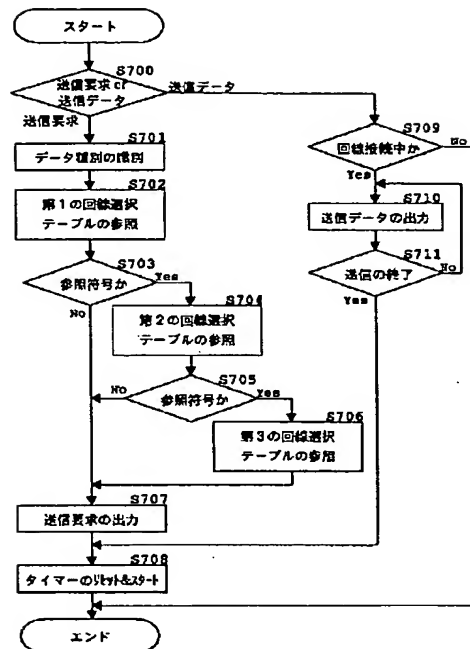 スタート
S700
送信要求 or
送信データ
送信データ
送信要求
S701
データ種別の識別
S702
第1の回線選択
テーブルの参照
S703
参照符号か
Yes
No
S704
第2の回線選択
テーブルの参照
S705
参照符号か
No
Yes
S706
第3の回線選択
テーブルの参照
S707
送信要求の出力
S708
タイマーのリセット&スタート
エンド
S709
回線接続中か
No
Yes
S710
送信データの出力
S711
送信の終了
No
Yes